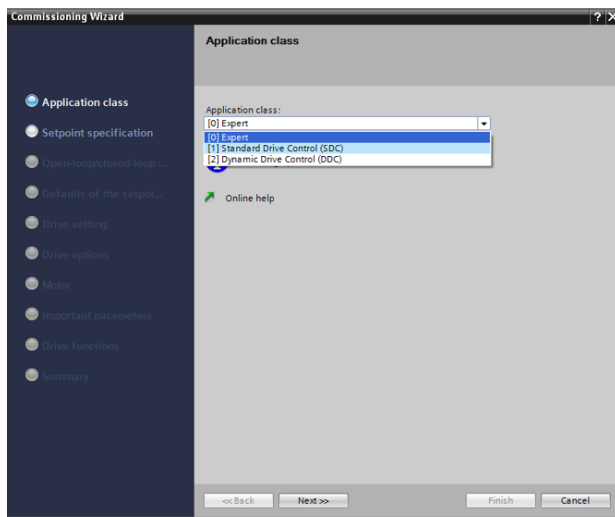 Commissioning Wizard
? X
Application class
Application class
Setpoint specification
Open-loop/closed-loop ...
Defaults of the setpoi...
Drive setting
Drive options
Motor
Important parameters
Drive functions
Summary
Application class:
[0] Expert
[0] Expert
[1] Standard Drive Control (SDC)
[2] Dynamic Drive Control (DDC)
Online help
<< Back
Next >>
Finish
Cancel